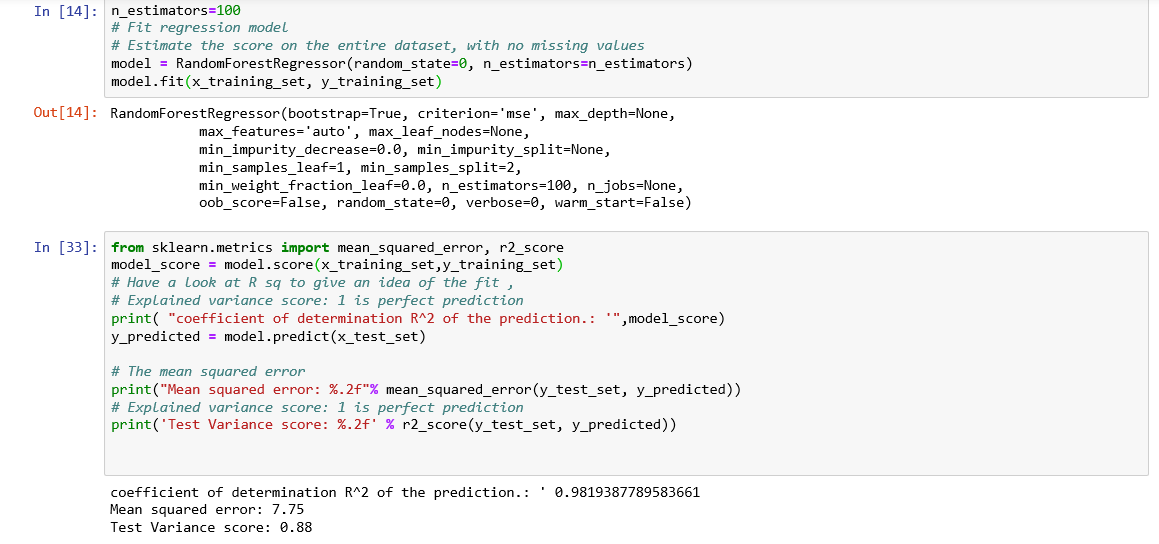 In [14]: n_estimators=100
# Fit regression model
# Estimate the score on the entire dataset, with no missing values
model = RandomForestRegressor(random_state=0, n_estimators=n_estimators)
model.fit(x_training_set, y_training_set)
Out[14]: RandomForestRegressor(bootstrap=True, criterion='mse', max_depth=None,
max_features='auto', max_leaf_nodes=None,
min_impurity_decrease=0.0, min_impurity_split=None,
min_samples_leaf=1, min_samples_split=2,
min_weight_fraction_leaf=0.0, n_estimators=100, n_jobs=None,
oob_score=False, random_state=0, verbose=0, warm_start=False)
In [33]: from sklearn.metrics import mean_squared_error, r2_score
model_score = model.score(x_training_set,y_training_set)
# Have a look at R sq to give an idea of the fit ,
# Explained variance score: 1 is perfect prediction
print( "coefficient of determination R^2 of the prediction.: '",model_score)
y_predicted = model.predict(x_test_set)
# The mean squared error
print("Mean squared error: %.2f"% mean_squared_error(y_test_set, y_predicted))
# Explained variance score: 1 is perfect prediction
print('Test Variance score: %.2f' % r2_score(y_test_set, y_predicted))
coefficient of determination R^2 of the prediction.: ' 0.9819387789583661
Mean squared error: 7.75
Test Variance score: 0.88